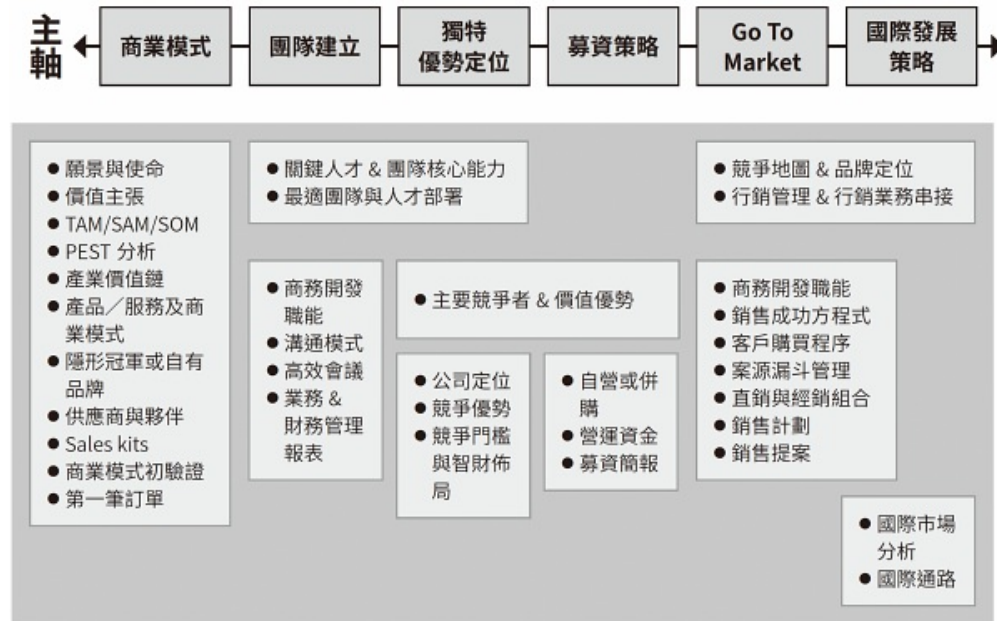 主軸
商業模式
團隊建立
獨特
優勢定位
募資策略
Go To
Market
國際發展
策略
● 願景與使命
● 價值主張
● TAM/SAM/SOM
● PEST 分析
● 產業價值鏈
● 產品／服務及商
業模式
● 隱形冠軍或自有
品牌
● 供應商與夥伴
● Sales kits
● 商業模式初驗證
● 第一筆訂單
● 關鍵人才 & 團隊核心能力
● 最適團隊與人才部署
● 商務開發
職能
● 溝通模式
● 高效會議
● 業務 &
財務管理
報表
● 主要競爭者 & 價值優勢
● 公司定位
● 競爭優勢
● 競爭門檻
與智財佈
局
● 自營或併
購
● 營運資金
● 募資簡報
● 競爭地圖 & 品牌定位
● 行銷管理 & 行銷業務串接
● 商務開發職能
● 銷售成功方程式
● 客戶購買程序
● 案源漏斗管理
● 直銷與經銷組合
● 銷售計劃
● 銷售提案
● 國際市場
分析
● 國際通路